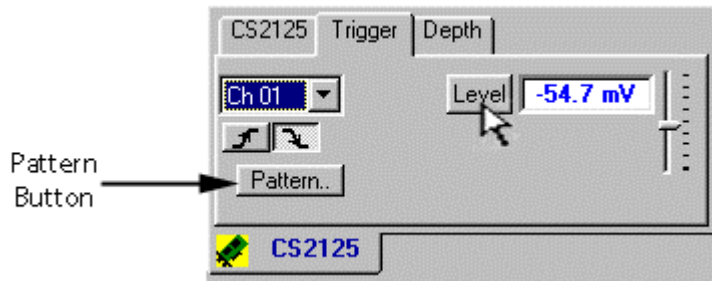 CS2125 Trigger Depth
Ch 01 Level -54.7 mV
Pattern
Button
Pattern..
CS2125